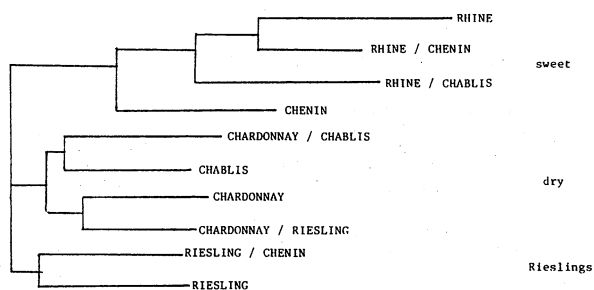 RHINE
RHINE / CHENIN
sweet
RHINE / CHABLIS
CHENIN
CHARDONNAY / CHABLIS
CHABLIS
dry
CHARDONNAY
CHARDONNAY / RIESLING
RIESLING / CHENIN
Rieslings
RIESLING